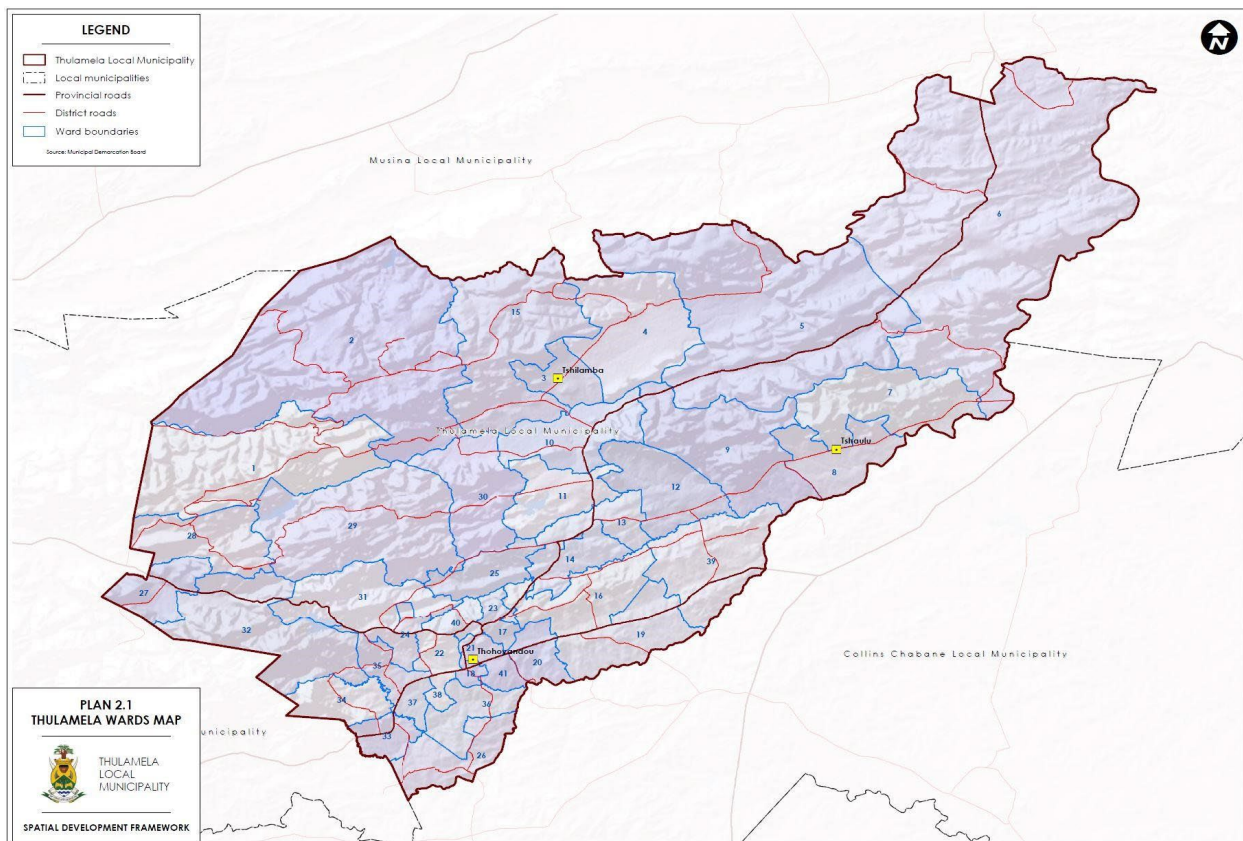 LEGEND
Thulamela Local Municipality
Local municipalities
Provincial roads
District roads
Ward boundaries
Source: Municipal Demarcation Board
N
Musina Local Municipality
6
15
4
5
2
Tshilamba
3
7
Thulamela Local Municipality
10
Tshaulu
9
1
8
12
30
11
29
13
28
14
39
25
27
31
16
23
40
32
24
17
19
22
21
Thohoyandou
20
Collins Chabane Local Municipality
35
18
41
38
34
37
36
33
26
unicipality
PLAN 2.1
THULAMELA WARDS MAP
THULAMELA
LOCAL
MUNICIPALITY
SPATIAL DEVELOPMENT FRAMEWORK